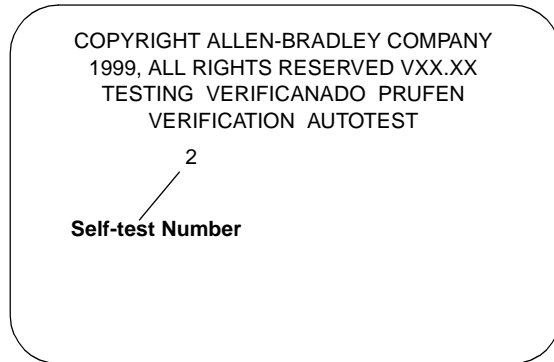 COPYRIGHT ALLEN-BRADLEY COMPANY
1999, ALL RIGHTS RESERVED VXX.XX
TESTING VERIFICANADO PRUFEN
VERIFICATION AUTOTEST
2
Self-test Number